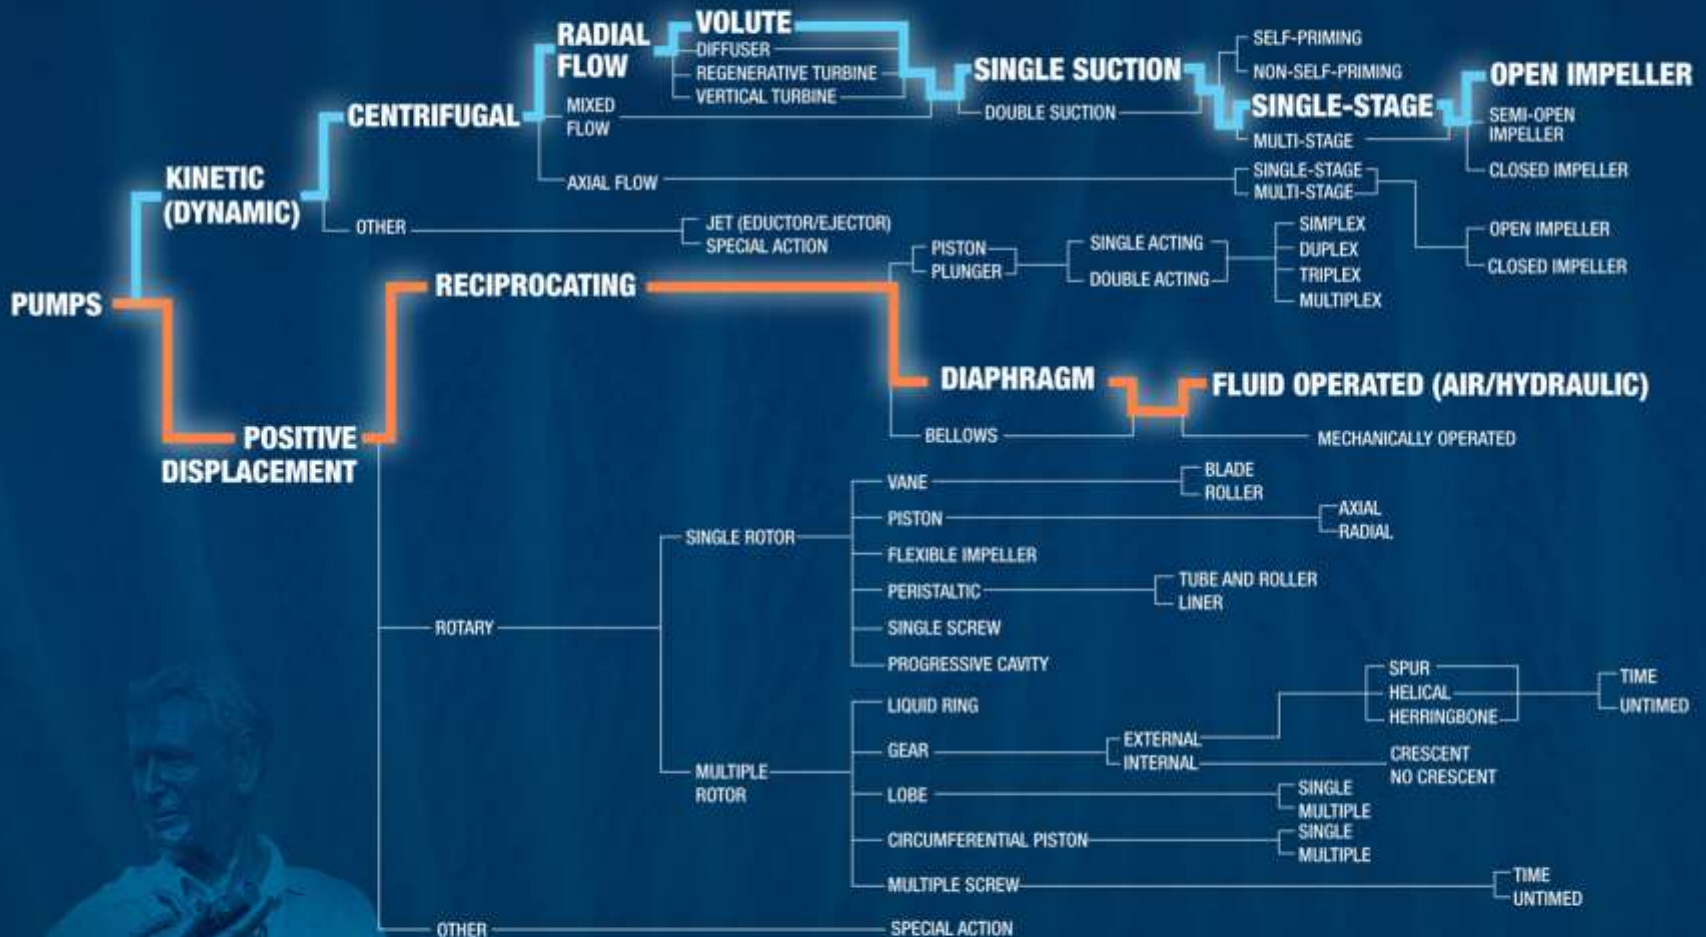 PUMPS
KINETIC
(DYNAMIC)
CENTRIFUGAL
RADIAL
FLOW
VOLUTE
DIFFUSER
REGENERATIVE TURBINE
VERTICAL TURBINE
MIXED
FLOW
AXIAL FLOW
SINGLE SUCTION
DOUBLE SUCTION
SELF-PRIMING
NON-SELF-PRIMING
SINGLE-STAGE
MULTI-STAGE
OPEN IMPELLER
SEMI-OPEN
IMPELLER
CLOSED IMPELLER
SINGLE-STAGE
MULTI-STAGE
OPEN IMPELLER
CLOSED IMPELLER
OTHER
JET (EDUCTOR/EJECTOR)
SPECIAL ACTION
POSITIVE
DISPLACEMENT
RECIPROCATING
PISTON
PLUNGER
SINGLE ACTING
DOUBLE ACTING
SIMPLEX
DUPLEX
TRIPLEX
MULTIPLEX
DIAPHRAGM
BELLOWS
FLUID OPERATED (AIR/HYDRAULIC)
MECHANICALLY OPERATED
ROTARY
SINGLE ROTOR
VANE
BLADE
ROLLER
PISTON
AXIAL
RADIAL
FLEXIBLE IMPELLER
PERISTALTIC
TUBE AND ROLLER
LINER
SINGLE SCREW
PROGRESSIVE CAVITY
MULTIPLE
ROTOR
LIQUID RING
GEAR
EXTERNAL
INTERNAL
SPUR
HELICAL
HERRINGBONE
TIME
UNTIMED
CRESCENT
NO CRESCENT
LOBE
SINGLE
MULTIPLE
CIRCUMFERENTIAL PISTON
SINGLE
MULTIPLE
MULTIPLE SCREW
TIME
UNTIMED
OTHER
SPECIAL ACTION